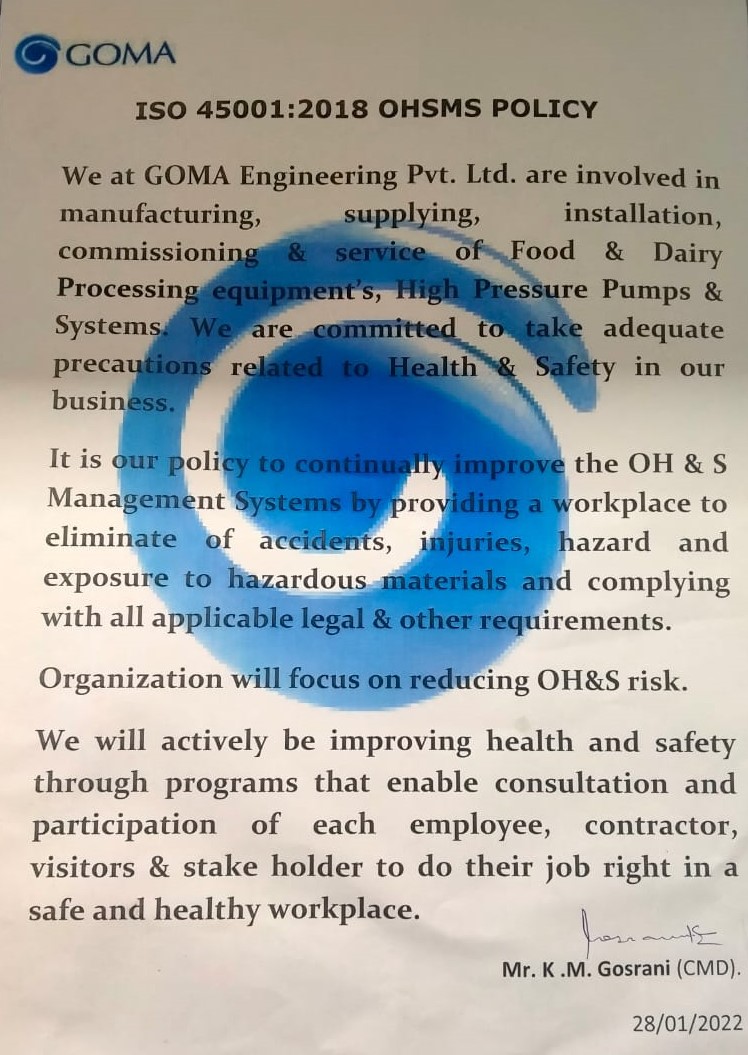 GOMA
ISO 45001:2018 OHSMS POLICY
We at GOMA Engineering Pvt. Ltd. are involved in
manufacturing, supplying, installation,
commissioning & service of Food & Dairy
Processing equipment's, High Pressure Pumps &
Systems. We are committed to take adequate
precautions related to Health & Safety in our
business.
It is our policy to continually improve the OH & S
Management Systems by providing a workplace to
eliminate of accidents, injuries, hazard and
exposure to hazardous materials and complying
with all applicable legal & other requirements.
Organization will focus on reducing OH&S risk.
We will actively be improving health and safety
through programs that enable consultation and
participation of each employee, contractor,
visitors & stake holder to do their job right in a
safe and healthy workplace.
Mr. K .M. Gosrani (CMD).
28/01/2022